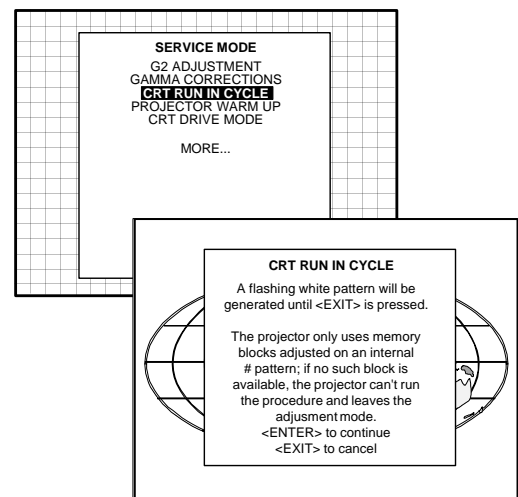 SERVICE MODE
G2 ADJUSTMENT
GAMMA CORRECTIONS
CRT RUN IN CYCLE
PROJECTOR WARM UP
CRT DRIVE MODE
MORE...
CRT RUN IN CYCLE
A flashing white pattern will be
generated until <EXIT> is pressed.
The projector only uses memory
blocks adjusted on an internal
# pattern; if no such block is
available, the projector can't run
the procedure and leaves the
adjusment mode.
<ENTER> to continue
<EXIT> to cancel